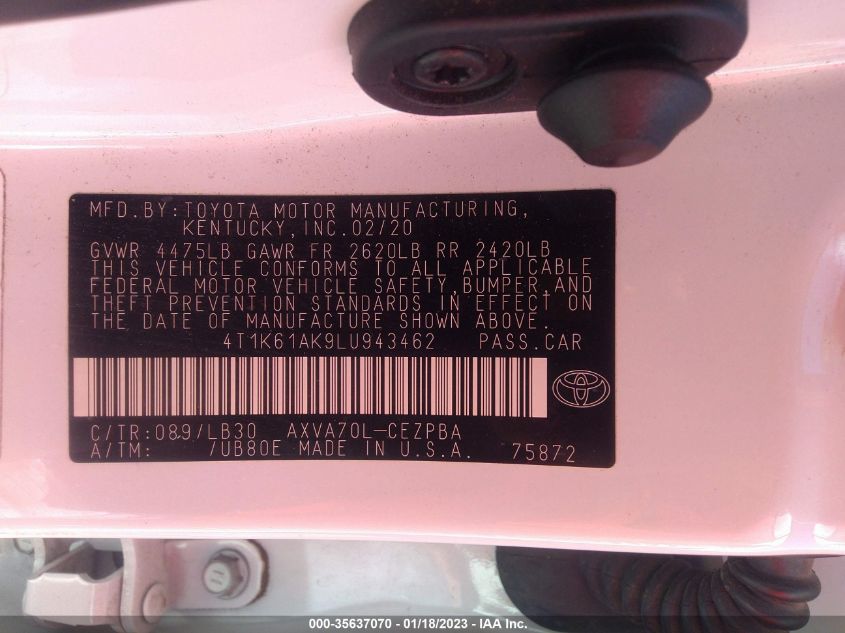 MFD.BY:TOYOTA MOTOR MANUFACTURING,
KENTUCKY,INC.02/20
GVWR 4475LB GAWR FR 2620LB RR 2420LB
THIS VEHICLE CONFORMS TO ALL APPLICABLE
FEDERAL MOTOR VEHICLE SAFETY,BUMPER,AND
THEFT PREVENTION STANDARDS IN EFFECT ON
THE DATE OF MANUFACTURE SHOWN ABOVE.
4T1K61AK9LU943462 PASS.CAR
C/TR:089/LB30 AXVA70L-CEZPBA
A/TM: /UB80E MADE IN U.S.A. 75872
000-35637070 - 01/18/2023 - IAA Inc.